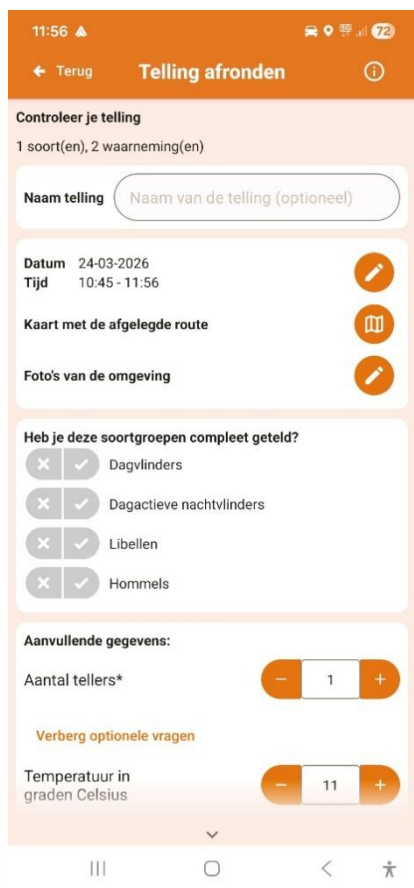 11:56
72
Terug
Telling afronden
Controleer je telling
1 soort(en), 2 waarneming(en)
Naam telling
Naam van de telling (optioneel)
Datum 24-03-2026
Tijd 10:45 - 11:56
Kaart met de afgelegde route
Foto's van de omgeving
Heb je deze soortgroepen compleet geteld?
Dagvlinders
Dagactieve nachtvlinders
Libellen
Hommels
Aanvullende gegevens:
Aantal tellers*
1
Verberg optionele vragen
Temperatuur in
graden Celsius
11